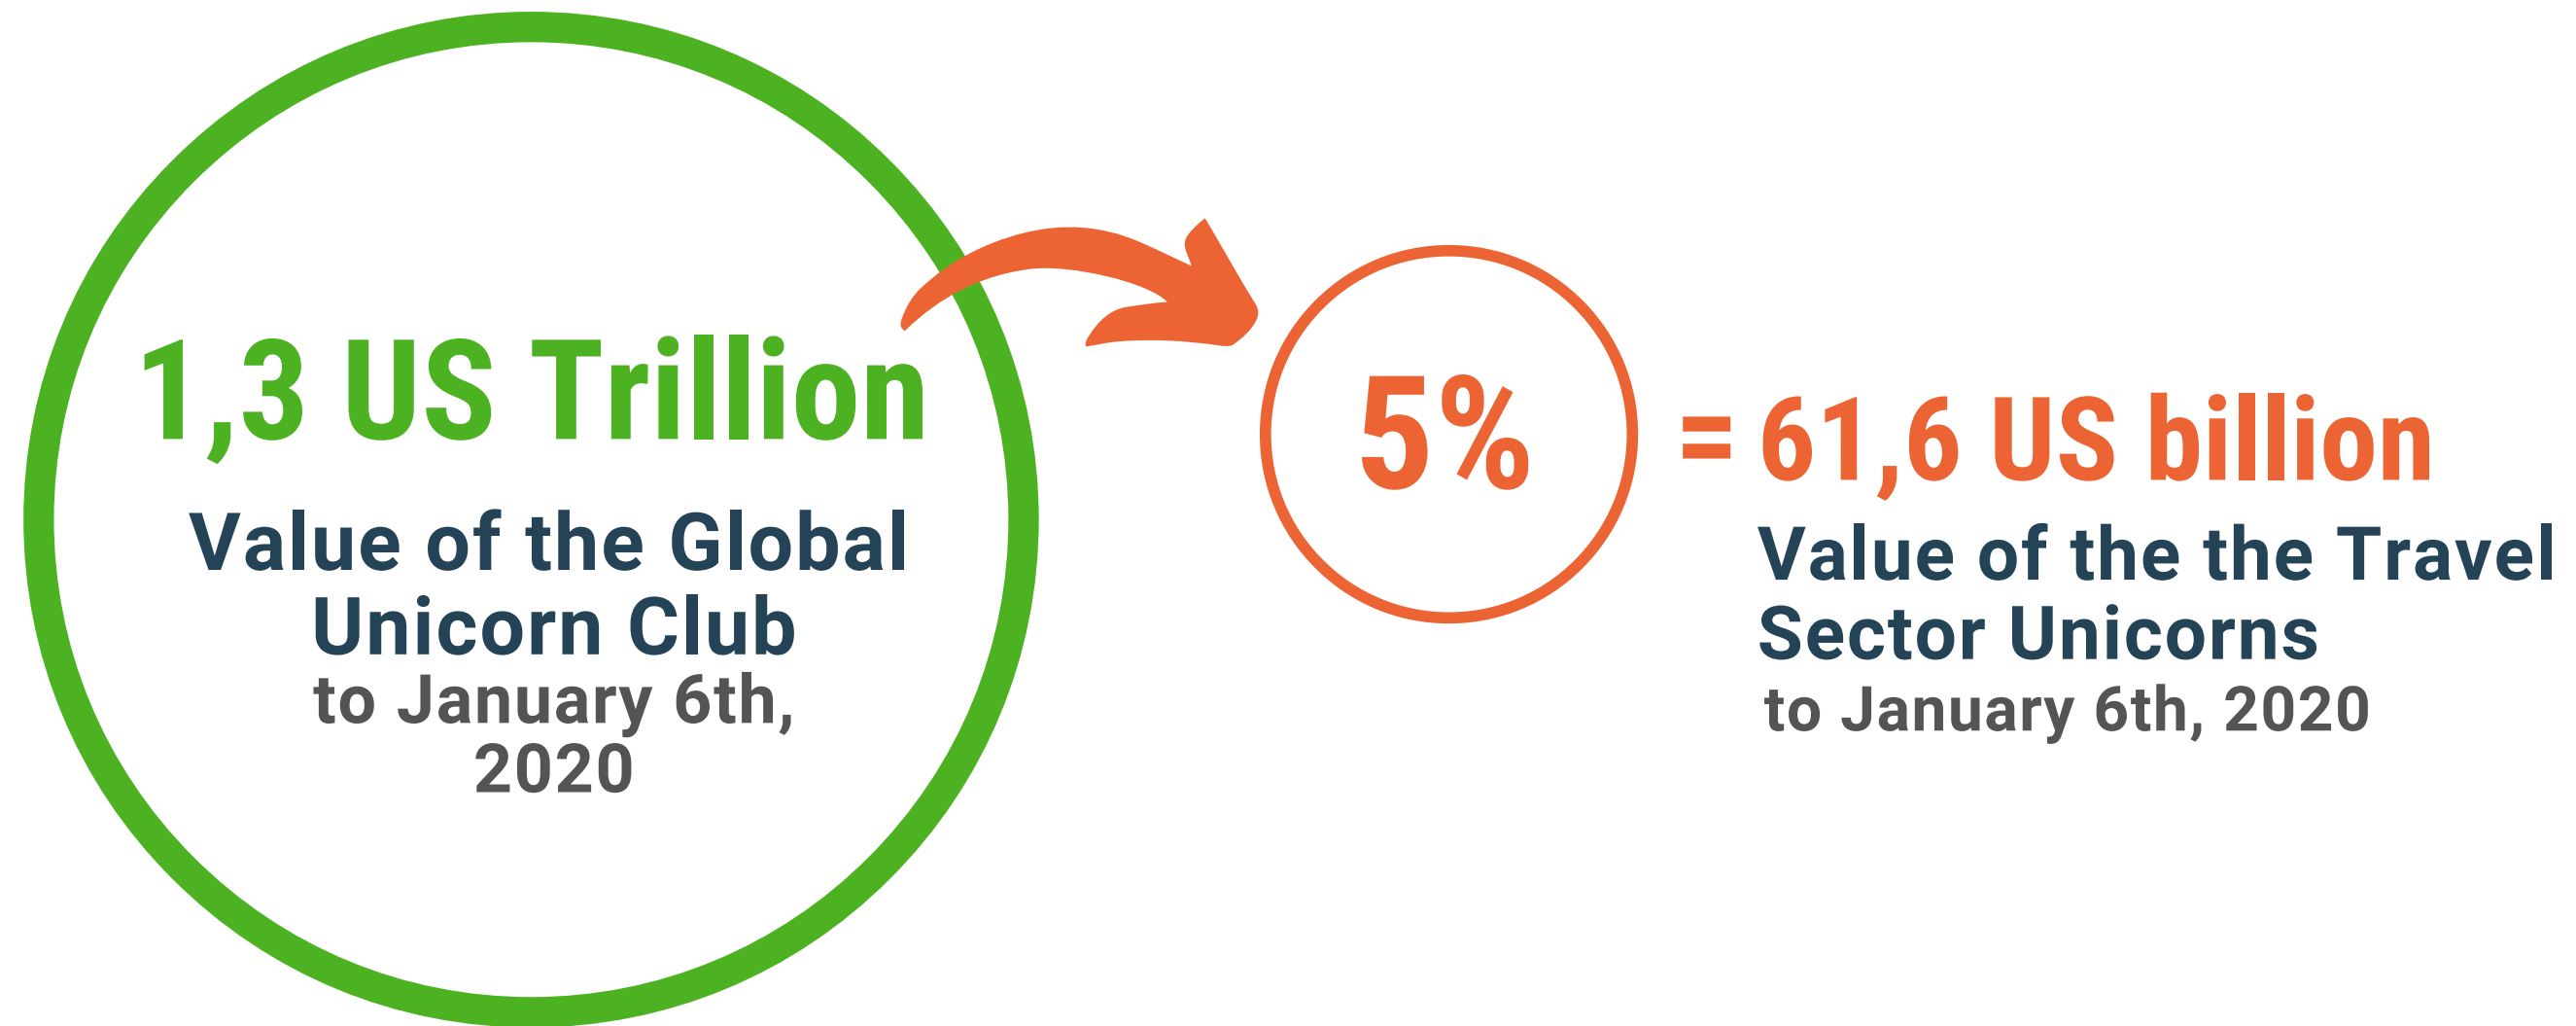 1,3 US Trillion
Value of the Global
Unicorn Club
to January 6th,
2020
5%
= 61,6 US billion
Value of the the Travel
Sector Unicorns
to January 6th, 2020